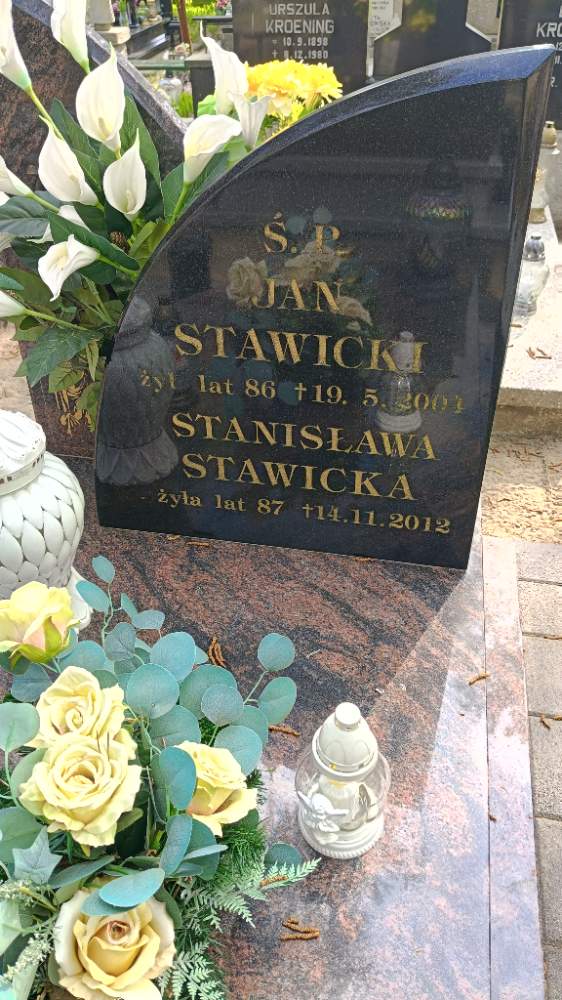 URSZULA
KROENING
Ś. P.
JAN
STAWICKI
żył lat 86 †19. 5. 2004
STANISŁAWA
STAWICKA
żyła lat 87 †14.11.2012